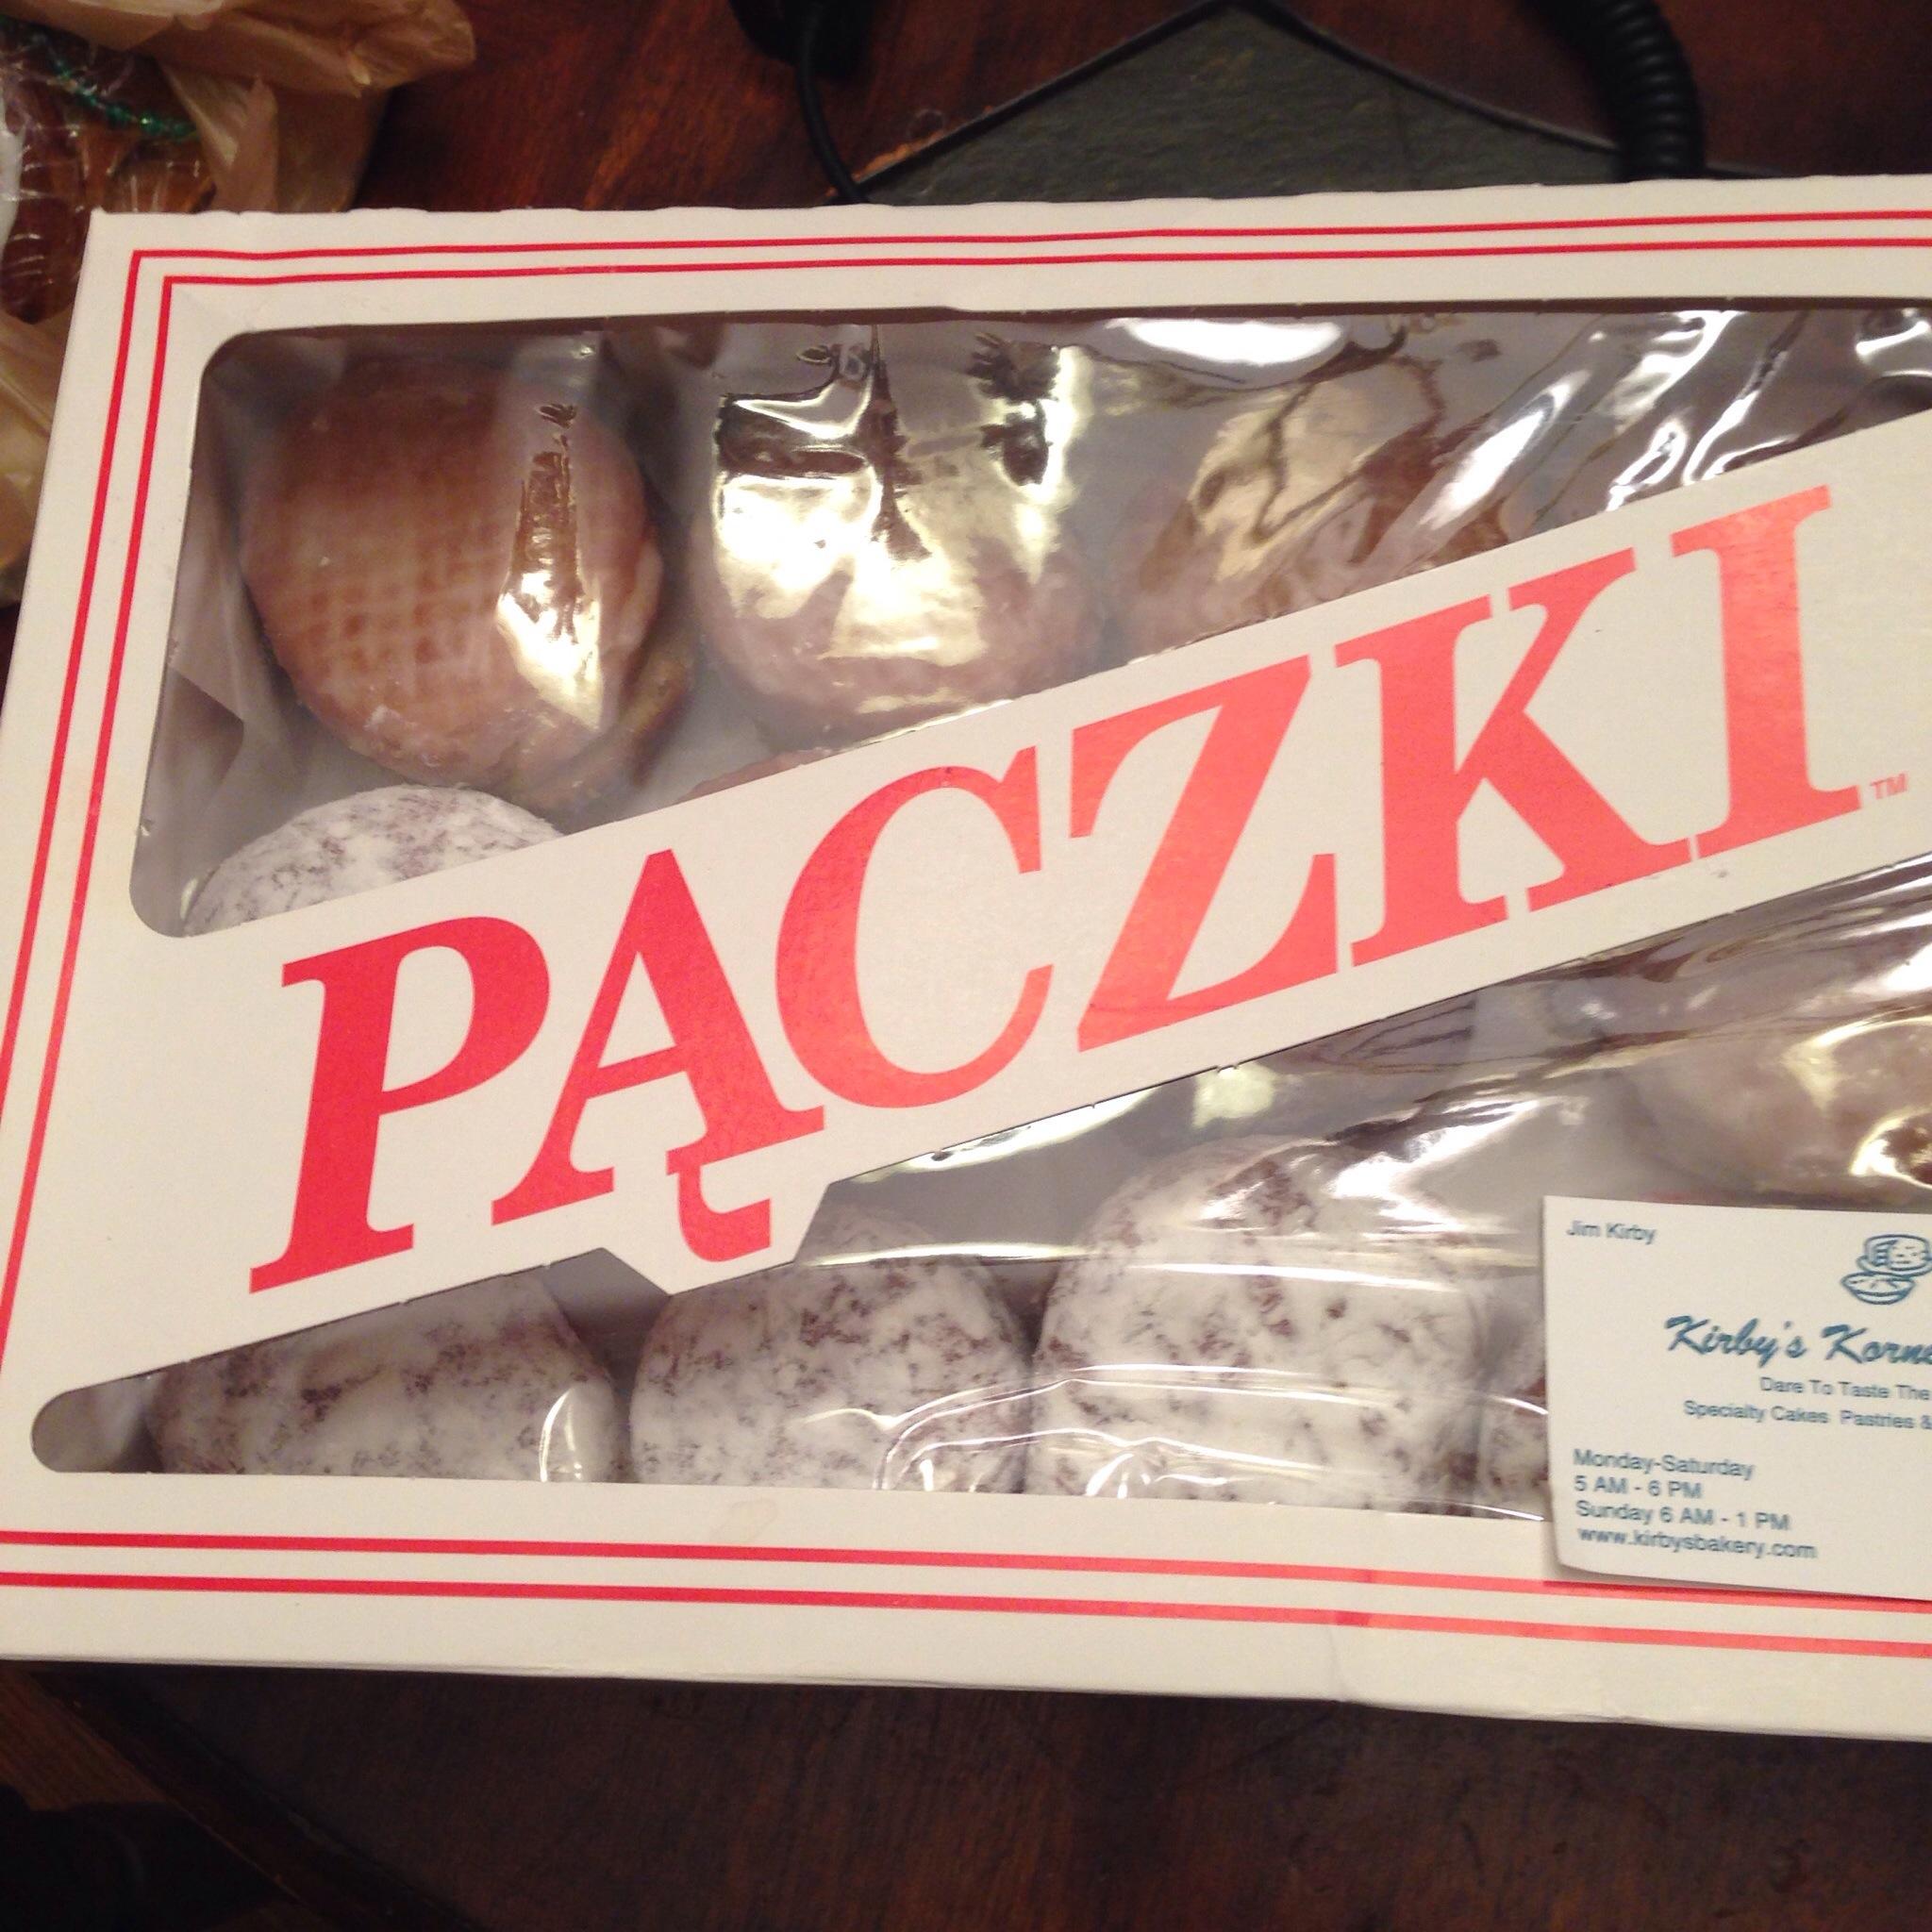 PĄCZKI™
Jim Kirby
Kirby's Korne
Dare To Taste The
Specialty Cakes Pastries &
Monday-Saturday
5 AM - 6 PM
Sunday 6 AM - 1 PM
www.kirbysbakery.com